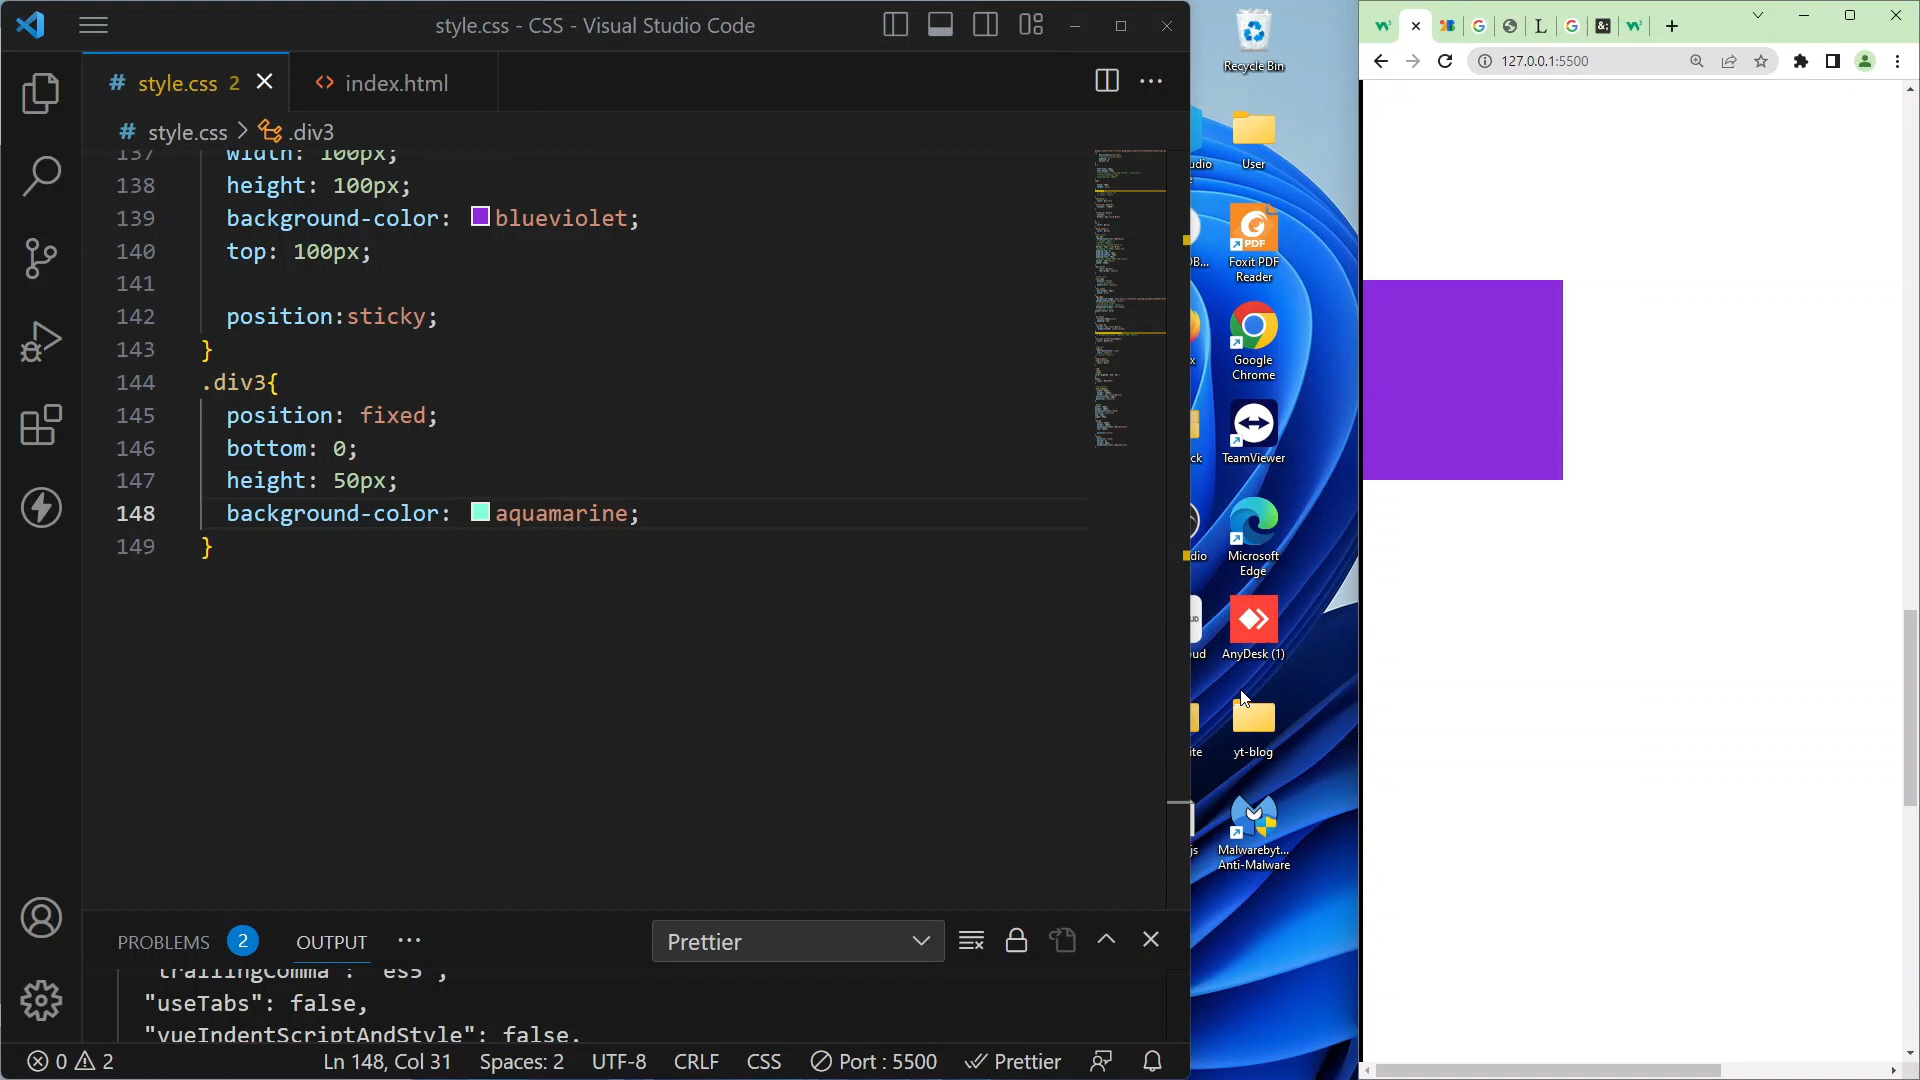 style.css - CSS - Visual Studio Code
style.css 2
index.html
style.css > .div3
137 width: 100px;
138 height: 100px;
139 background-color: blueviolet;
140 top: 100px;
141
142 position:sticky;
143 }
144 .div3{
145 position: fixed;
146 bottom: 0;
147 height: 50px;
148 background-color: aquamarine;
149 }
PROBLEMS 2 OUTPUT
Prettier
"trailingComma": "es5",
"useTabs": false,
"vueIndentScriptAndStyle": false,
0 2 Ln 148, Col 31 Spaces: 2 UTF-8 CRLF CSS Port : 5500 Prettier
Recycle Bin
User
Foxit PDF
Reader
Google
Chrome
TeamViewer
Microsoft
Edge
AnyDesk (1)
yt-blog
Malwareby t...
Anti-Malware
127.0.0.1:5500